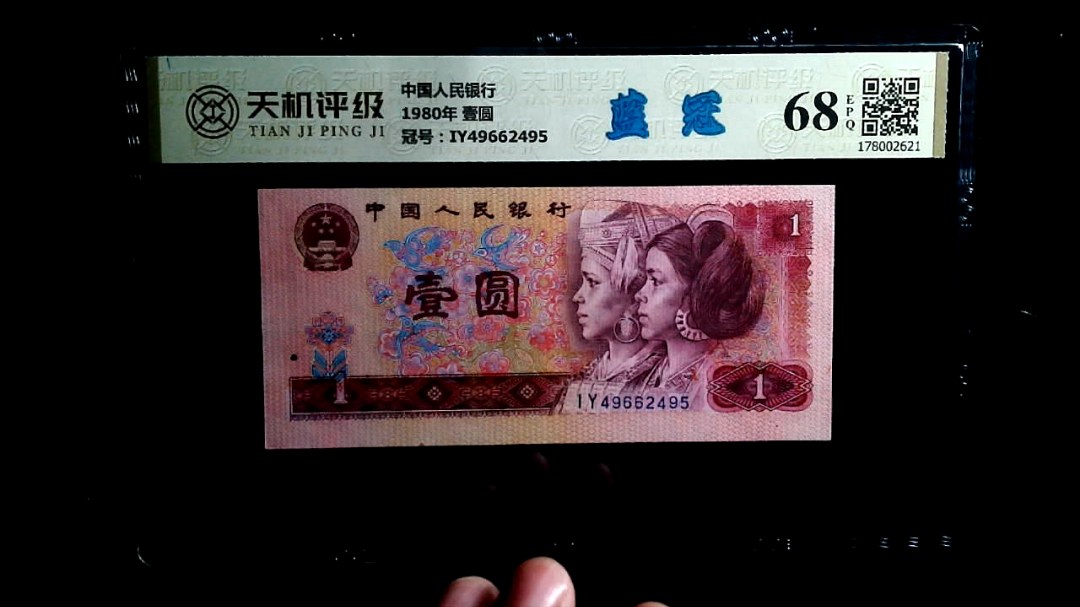 天机评级
TIAN JI PING JI
中国人民银行
1980年 壹圆
冠号：IY49662495
蓝冠
68
EPQ
178002621
中国人民银行
1
壹圆
1
1
IY49662495